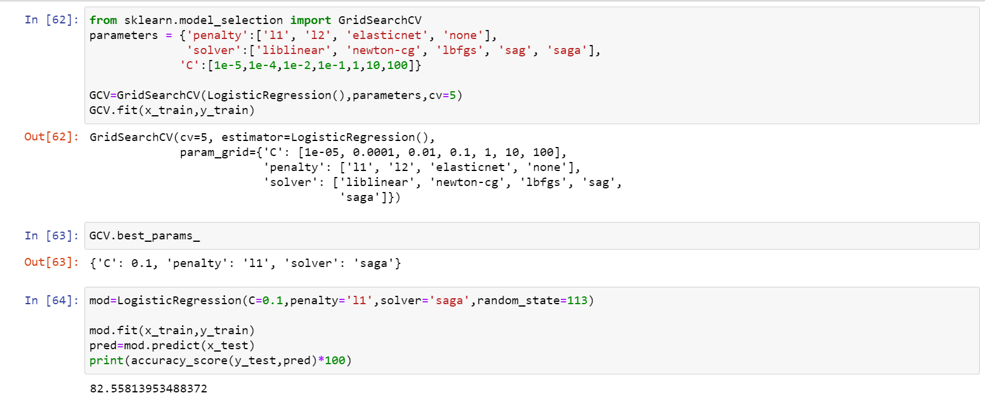 In [62]: from sklearn.model_selection import GridSearchCV
parameters = {'penalty':['l1', 'l2', 'elasticnet', 'none'],
'solver':['liblinear', 'newton-cg', 'lbfgs', 'sag', 'saga'],
'C':[1e-5,1e-4,1e-2,1e-1,1,10,100]}
GCV=GridSearchCV(LogisticRegression(),parameters,cv=5)
GCV.fit(x_train,y_train)
Out[62]: GridSearchCV(cv=5, estimator=LogisticRegression(),
param_grid={'C': [1e-05, 0.0001, 0.01, 0.1, 1, 10, 100],
'penalty': ['l1', 'l2', 'elasticnet', 'none'],
'solver': ['liblinear', 'newton-cg', 'lbfgs', 'sag',
'saga']})
In [63]: GCV.best_params_
Out[63]: {'C': 0.1, 'penalty': 'l1', 'solver': 'saga'}
In [64]: mod=LogisticRegression(C=0.1,penalty='l1',solver='saga',random_state=113)
mod.fit(x_train,y_train)
pred=mod.predict(x_test)
print(accuracy_score(y_test,pred)*100)
82.55813953488372